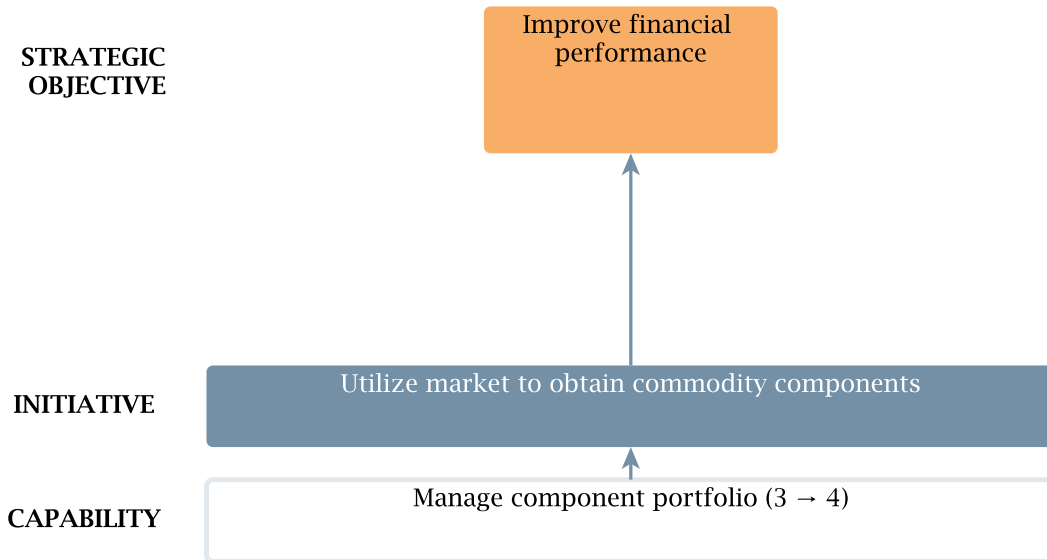 STRATEGIC
OBJECTIVE
Improve financial
performance
INITIATIVE
Utilize market to obtain commodity components
CAPABILITY
Manage component portfolio (3 → 4)